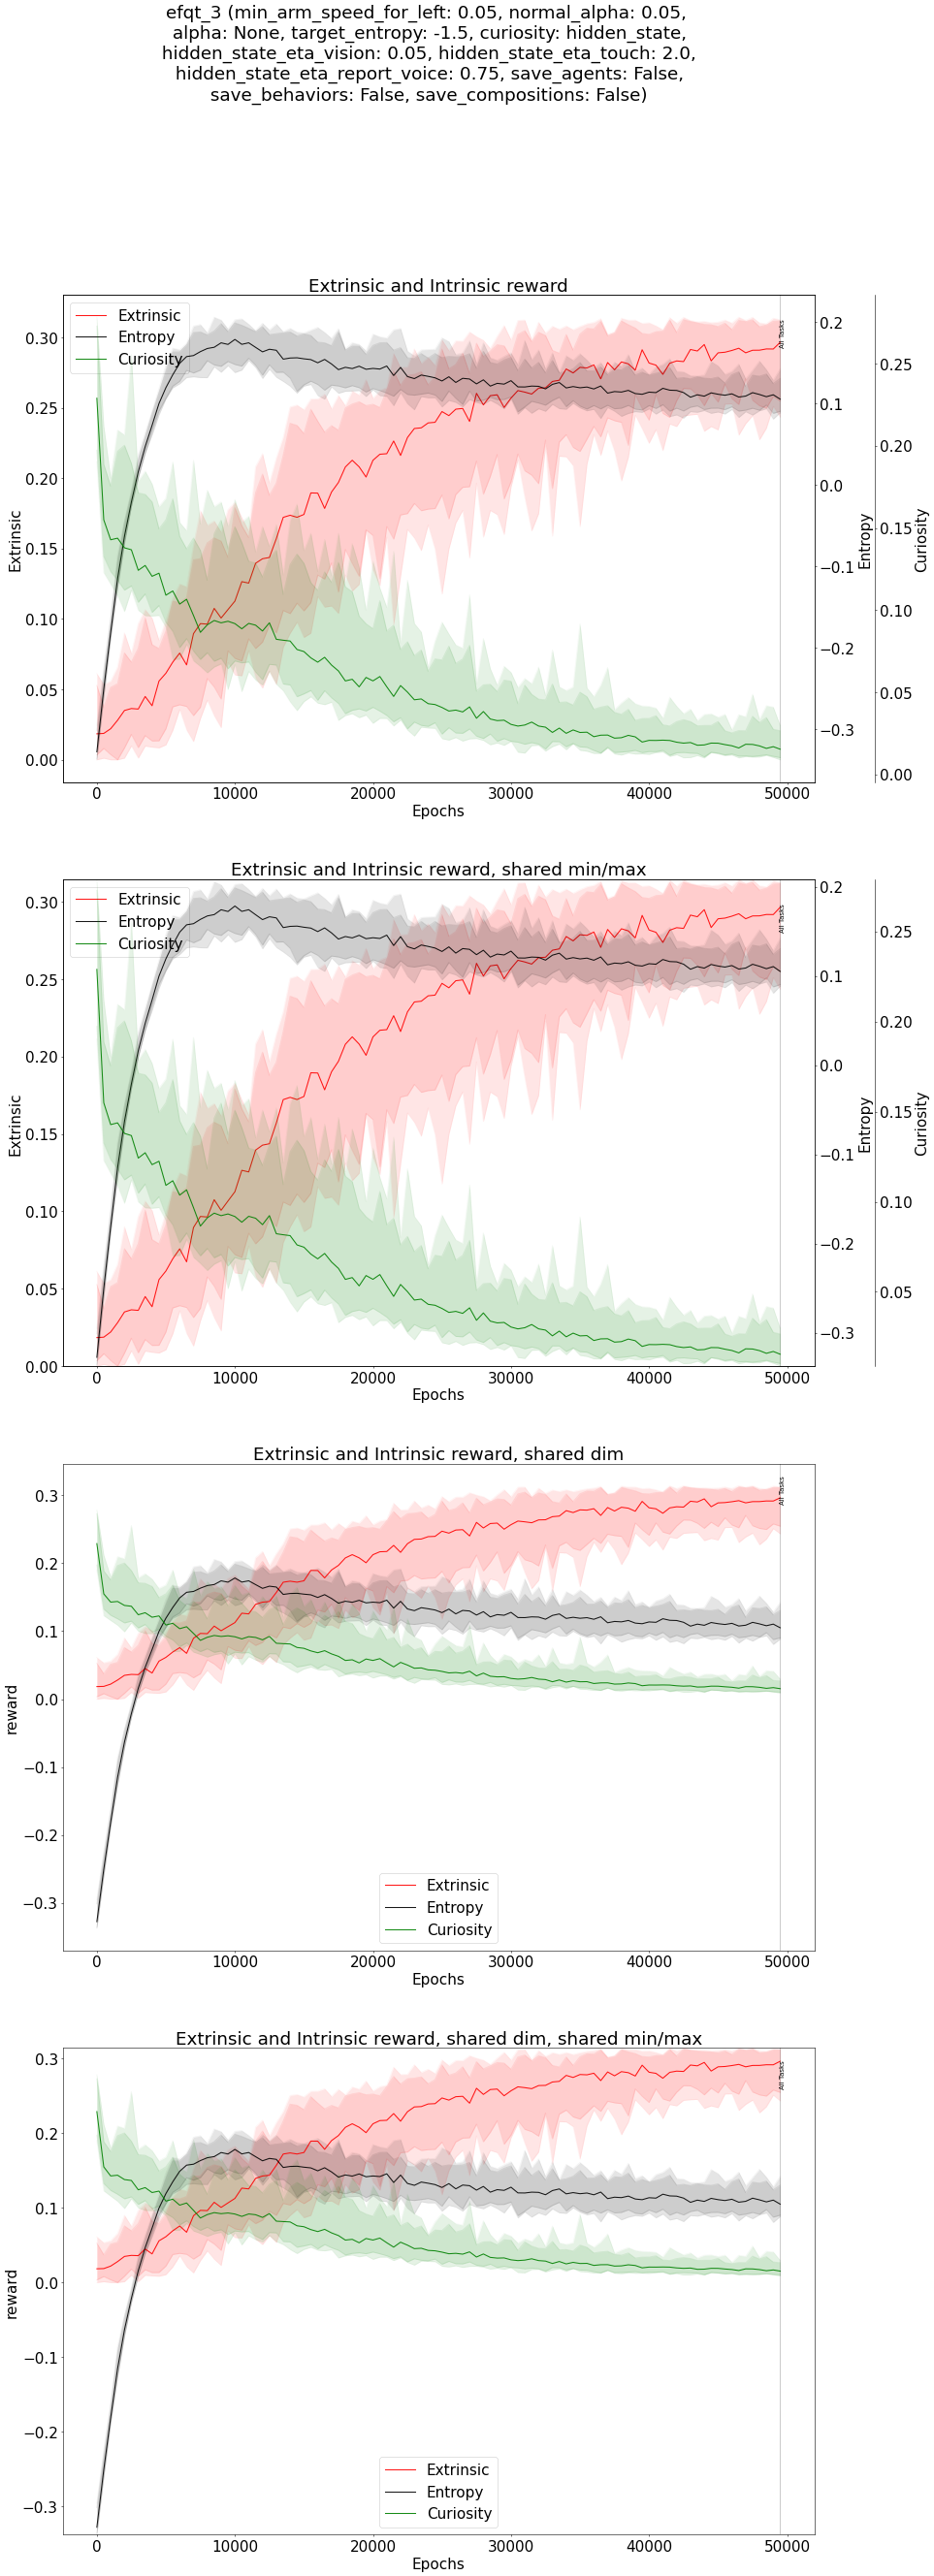 efqt_3 (min_arm_speed_for_left: 0.05, normal_alpha: 0.05,
alpha: None, target_entropy: -1.5, curiosity: hidden_state,
hidden_state_eta_vision: 0.05, hidden_state_eta_touch: 2.0,
hidden_state_eta_report_voice: 0.75, save_agents: False,
save_behaviors: False, save_compositions: False)
Extrinsic and Intrinsic reward
Extrinsic
Entropy
Curiosity
All Tasks
0.30
0.25
0.20
0.15
0.10
0.05
0.00
Extrinsic
0.2
0.1
0.0
−0.1
−0.2
−0.3
Entropy
0.25
0.20
0.15
0.10
0.05
0.00
Curiosity
0 10000 20000 30000 40000 50000
Epochs
Extrinsic and Intrinsic reward, shared min/max
Extrinsic
Entropy
Curiosity
All Tasks
0.30
0.25
0.20
0.15
0.10
0.05
0.00
Extrinsic
0.2
0.1
0.0
−0.1
−0.2
−0.3
Entropy
0.25
0.20
0.15
0.10
0.05
Curiosity
0 10000 20000 30000 40000 50000
Epochs
Extrinsic and Intrinsic reward, shared dim
All Tasks
0.3
0.2
0.1
0.0
−0.1
−0.2
−0.3
reward
Extrinsic
Entropy
Curiosity
0 10000 20000 30000 40000 50000
Epochs
Extrinsic and Intrinsic reward, shared dim, shared min/max
All Tasks
0.3
0.2
0.1
0.0
−0.1
−0.2
−0.3
reward
Extrinsic
Entropy
Curiosity
0 10000 20000 30000 40000 50000
Epochs